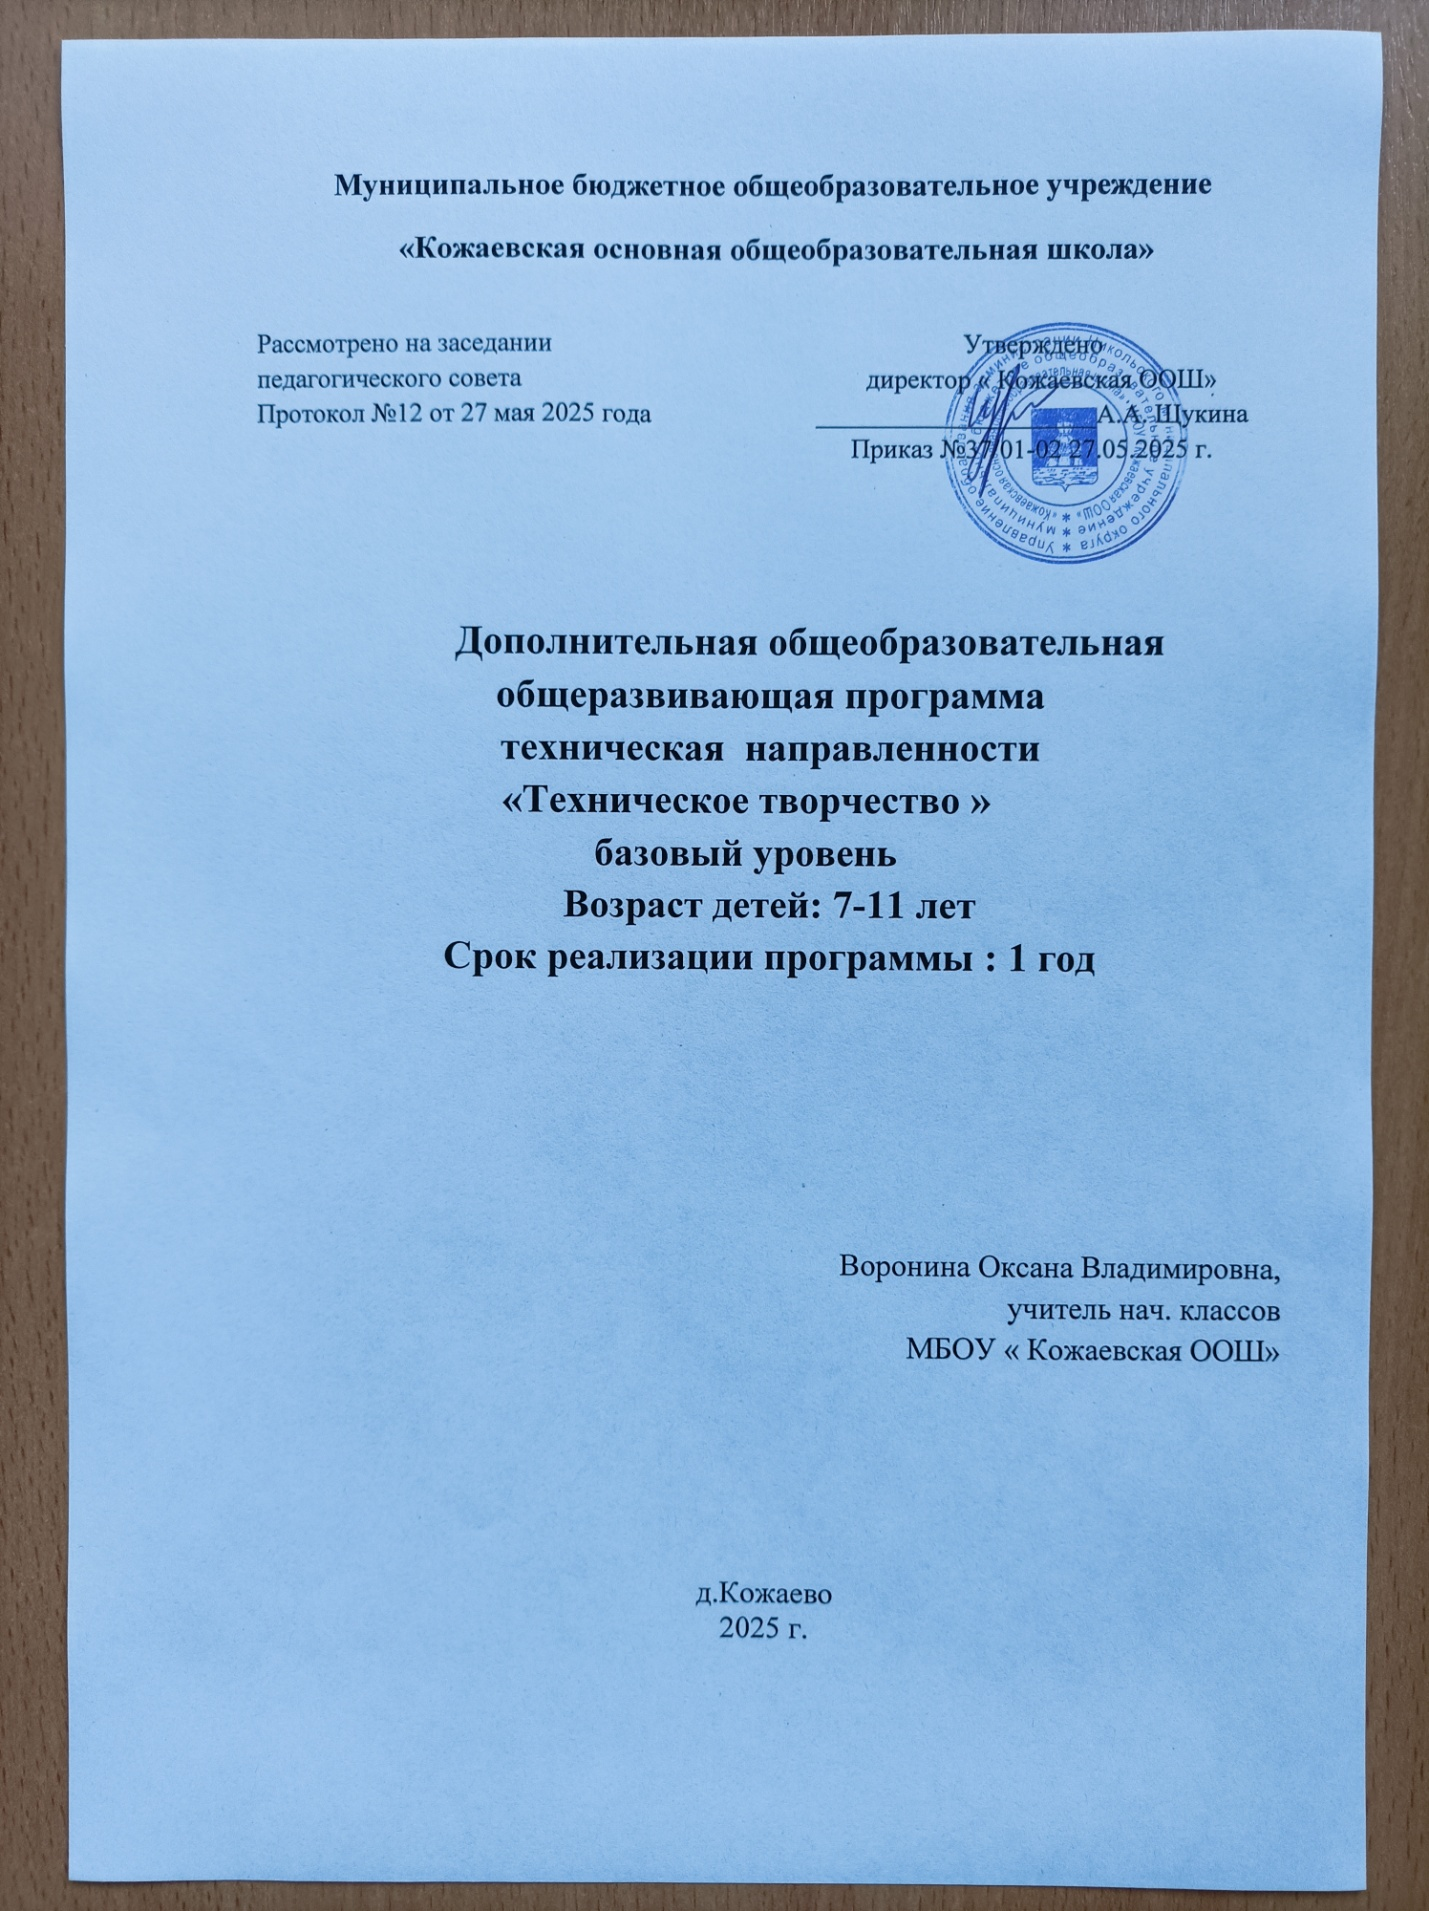 Муниципальное бюджетное общеобразовательное учреждение
«Кожаевская основная общеобразовательная школа»
Рассмотрено на заседании
педагогического совета
Протокол №12 от 27 мая 2025 года
Утверждено
директор « Кожаевская ООШ»
А.А. Щукина
Приказ №37/01-02 27.05.2025 г.
Дополнительная общеобразовательная
общеразвивающая программа
техническая направленности
«Техническое творчество »
базовый уровень
Возраст детей: 7-11 лет
Срок реализации программы : 1 год
Воронина Оксана Владимировна,
учитель нач. классов
МБОУ « Кожаевская ООШ»
д.Кожаево
2025 г.